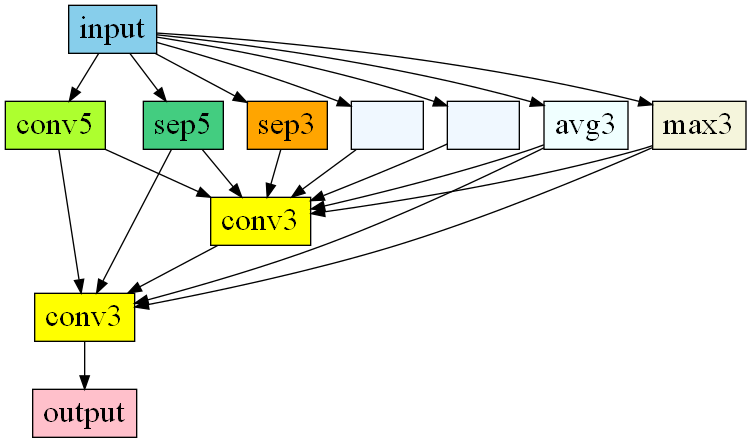 input
conv5
sep5
sep3
avg3
max3
conv3
conv3
output